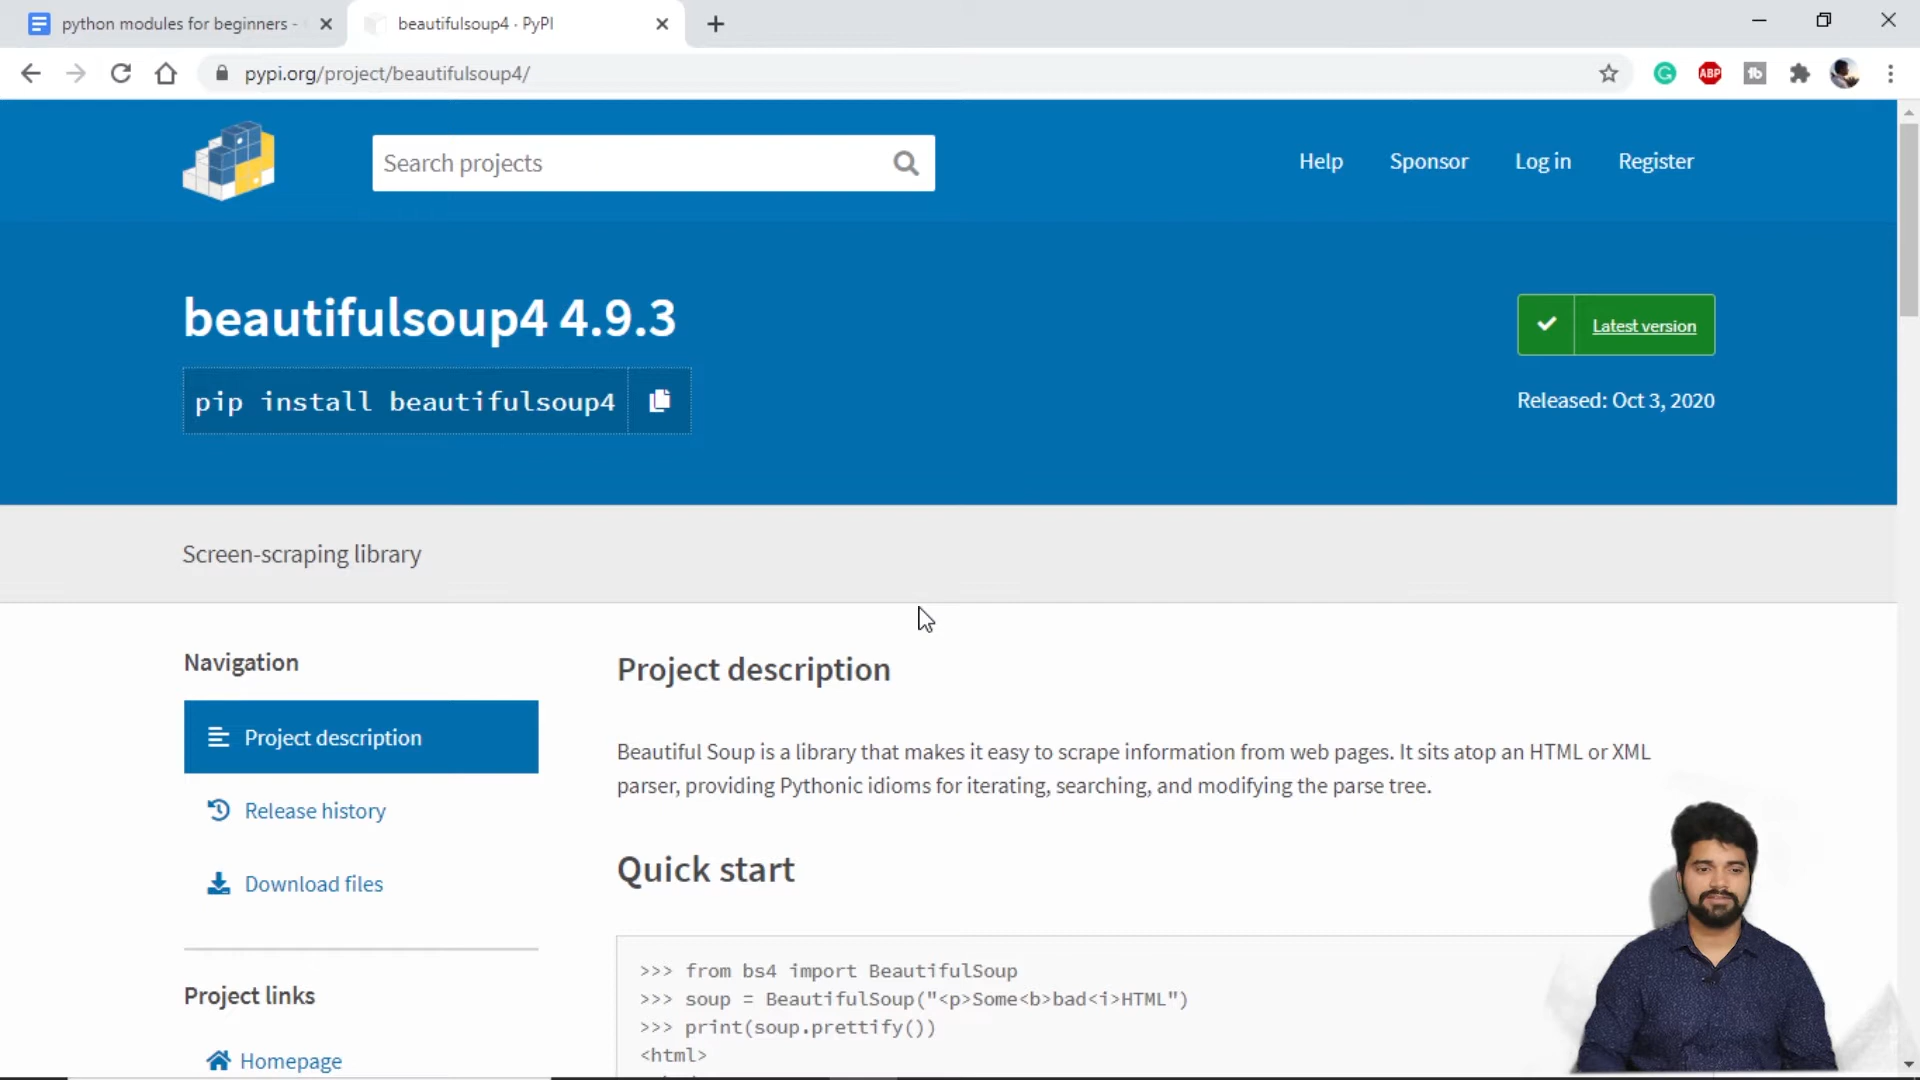 python modules for beginners -
beautifulsoup4 · PyPI
pypi.org/project/beautifulsoup4/
ABP
Search projects
Help
Sponsor
Log in
Register
beautifulsoup4 4.9.3
Latest version
pip install beautifulsoup4
Released: Oct 3, 2020
Screen-scraping library
Navigation
Project description
Release history
Download files
Project links
Homepage
Project description
Beautiful Soup is a library that makes it easy to scrape information from web pages. It sits atop an HTML or XML
parser, providing Pythonic idioms for iterating, searching, and modifying the parse tree.
Quick start
>>> from bs4 import BeautifulSoup
>>> soup = BeautifulSoup("<p>Some<b>bad<i>HTML")
>>> print(soup.prettify())
<html>